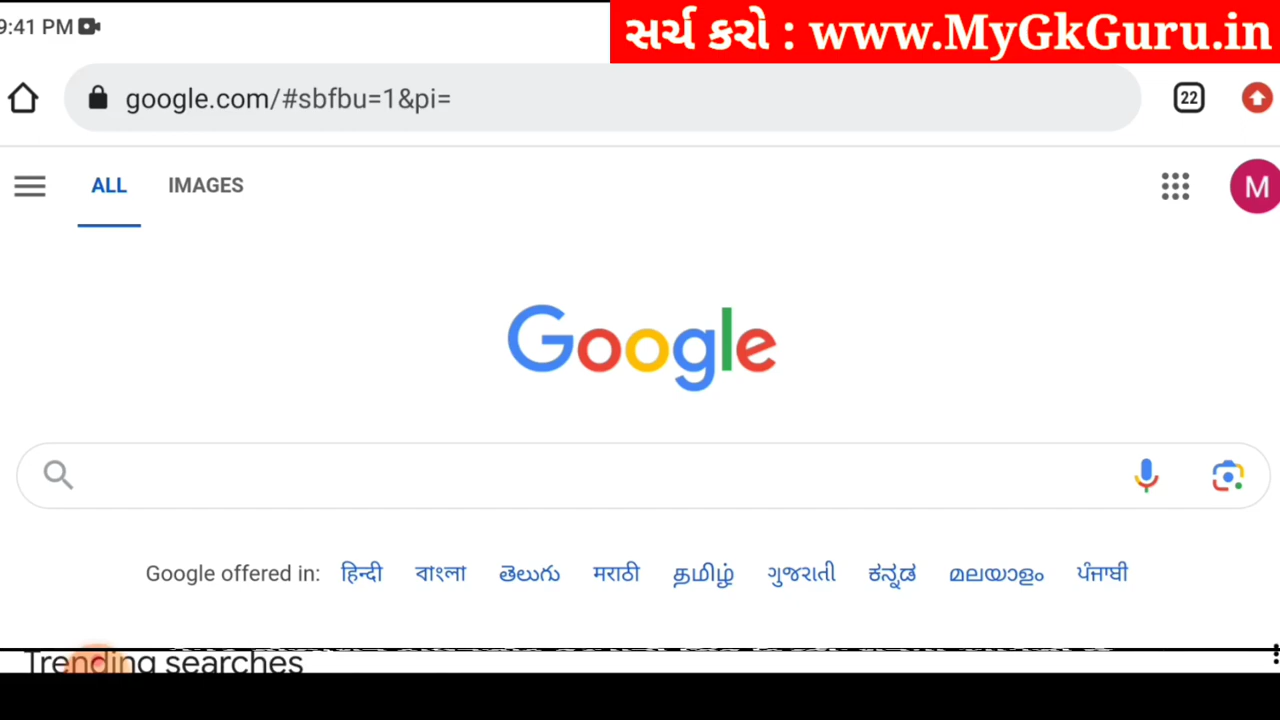 9:41 PM
સર્ચ કરો : www.MyGkGuru.in
google.com/#sbfbu=1&pi=
22
ALL IMAGES
M
Google
Google offered in: हिन्दी বাংলা తెలుగు मराठी தமிழ் ગુજરાતી ಕನ್ನಡ മലയാളം ਪੰਜਾਬੀ
Trending searches